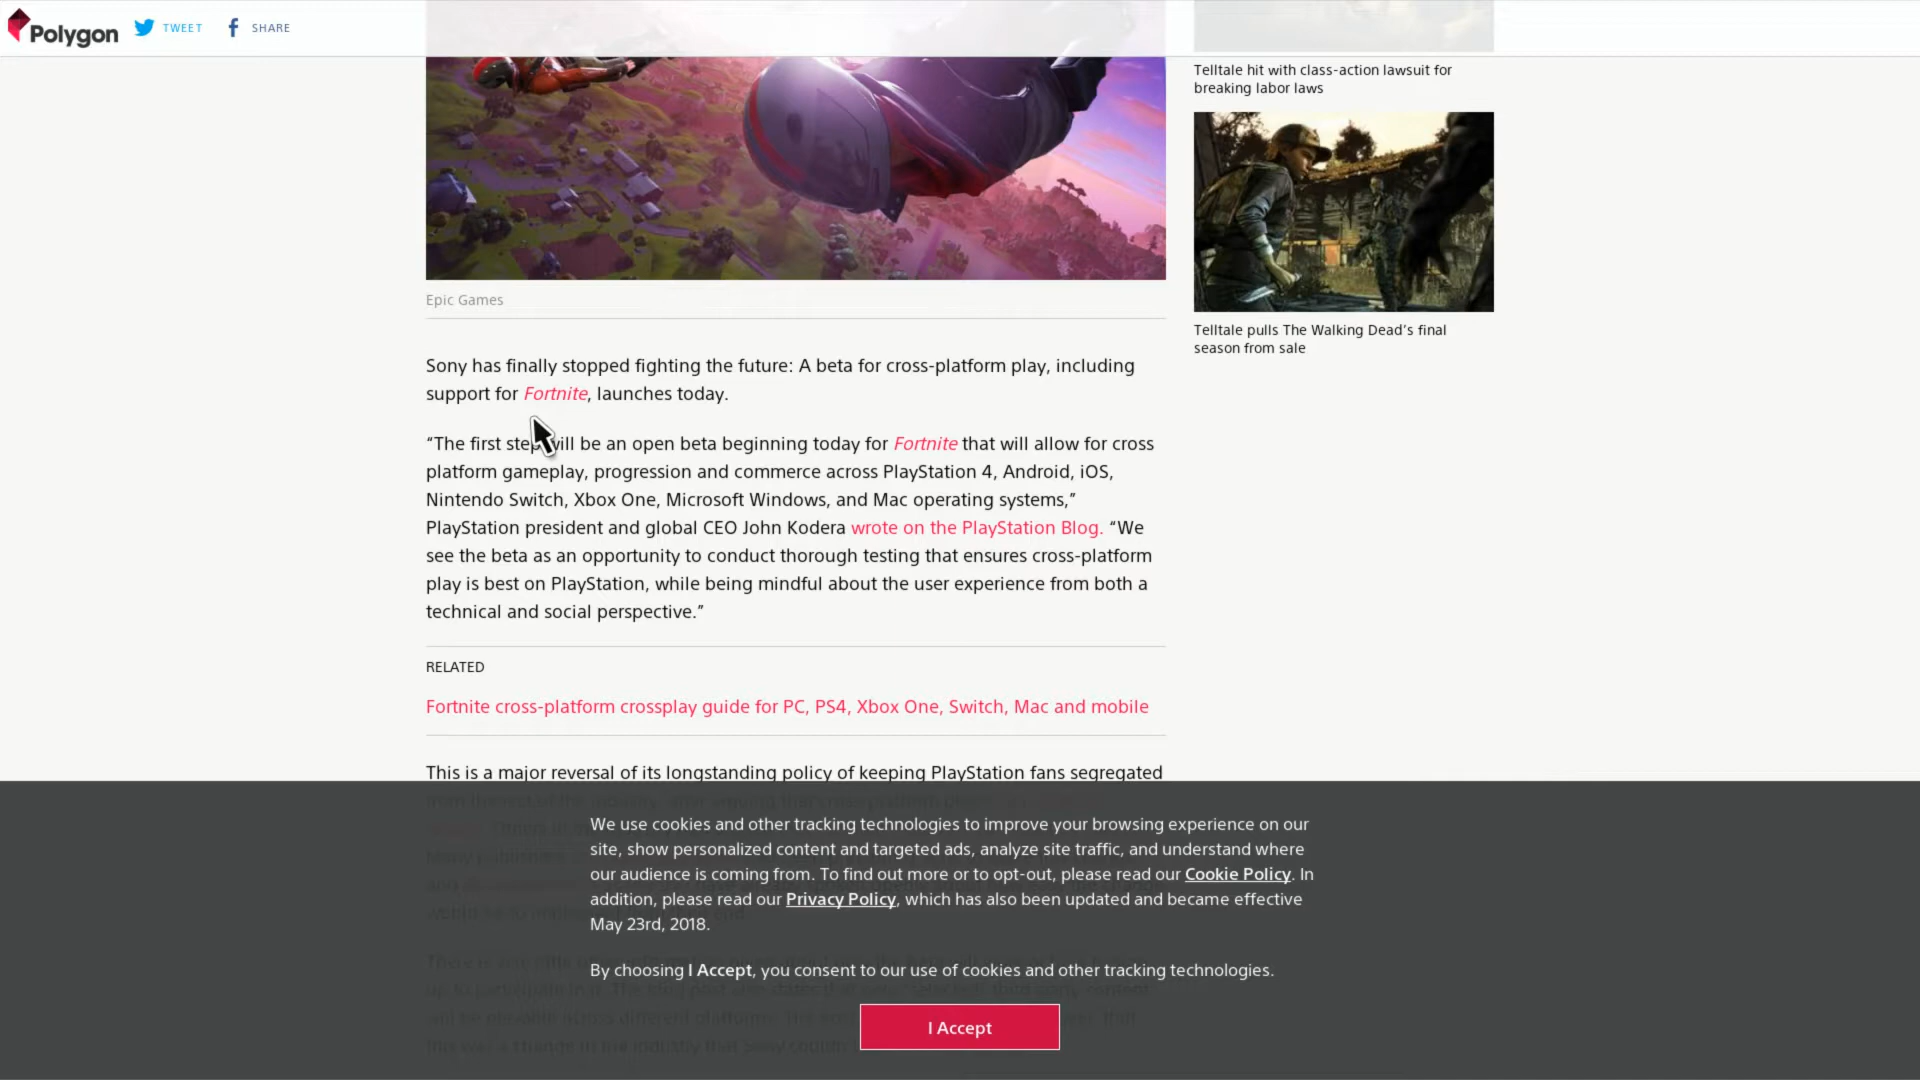 Polygon TWEET SHARE
Telltale hit with class-action lawsuit for
breaking labor laws
Telltale pulls The Walking Dead’s final
season from sale
Epic Games
Sony has finally stopped fighting the future: A beta for cross-platform play, including
support for Fortnite, launches today.
“The first step will be an open beta beginning today for Fortnite that will allow for cross
platform gameplay, progression and commerce across PlayStation 4, Android, iOS,
Nintendo Switch, Xbox One, Microsoft Windows, and Mac operating systems,”
PlayStation president and global CEO John Kodera wrote on the PlayStation Blog. “We
see the beta as an opportunity to conduct thorough testing that ensures cross-platform
play is best on PlayStation, while being mindful about the user experience from both a
technical and social perspective.”
RELATED
Fortnite cross-platform crossplay guide for PC, PS4, Xbox One, Switch, Mac and mobile
This is a major reversal of its longstanding policy of keeping PlayStation fans segregated
We use cookies and other tracking technologies to improve your browsing experience on our
site, show personalized content and targeted ads, analyze site traffic, and understand where
our audience is coming from. To find out more or to opt-out, please read our Cookie Policy. In
addition, please read our Privacy Policy, which has also been updated and became effective
May 23rd, 2018.
By choosing I Accept, you consent to our use of cookies and other tracking technologies.
I Accept